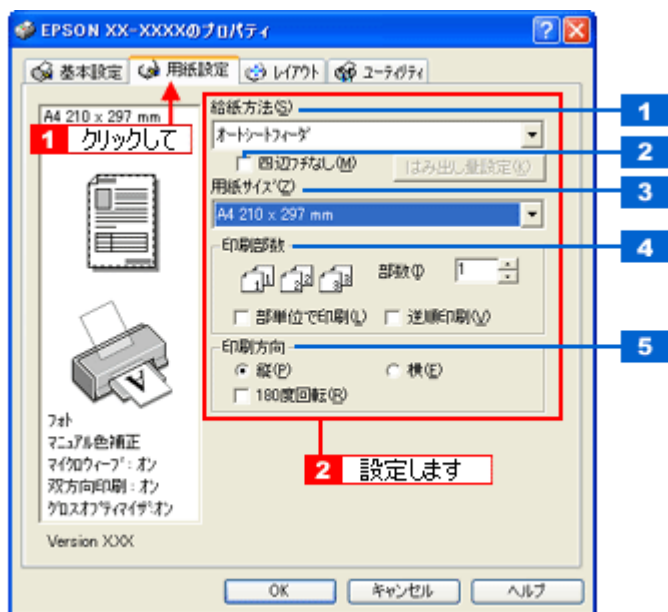 EPSON XX-XXXXのプロパティ
基本設定 用紙設定 レイアウト ユーティリティ
A4 210 x 297 mm
1 クリックして
給紙方法(S)
1
オートシートフィーダ
四辺フチなし(M) はみ出し量設定(K)
2
用紙サイズ(Z)
3
A4 210 x 297 mm
印刷部数
4
1 1 2 2 3 3
部数(I) 1
部単位で印刷(L) 逆順印刷(V)
印刷方向
5
縦(P) 横(E)
180度回転(R)
A
フォト
マニュアル色補正
マイクロウィーブ:オン
双方向印刷:オン
グロスオプティマイザ:オン
2 設定します
Version XXX
OK キャンセル ヘルプ